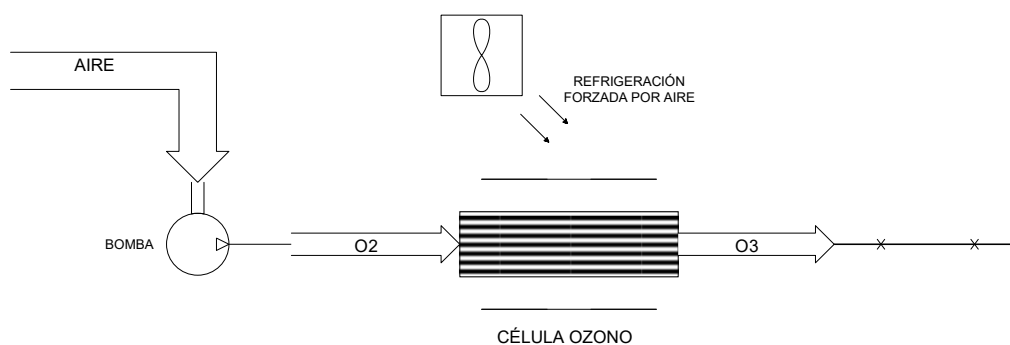 AIRE
REFRIGERACIÓN
FORZADA POR AIRE
BOMBA
O2
O3
CÉLULA OZONO